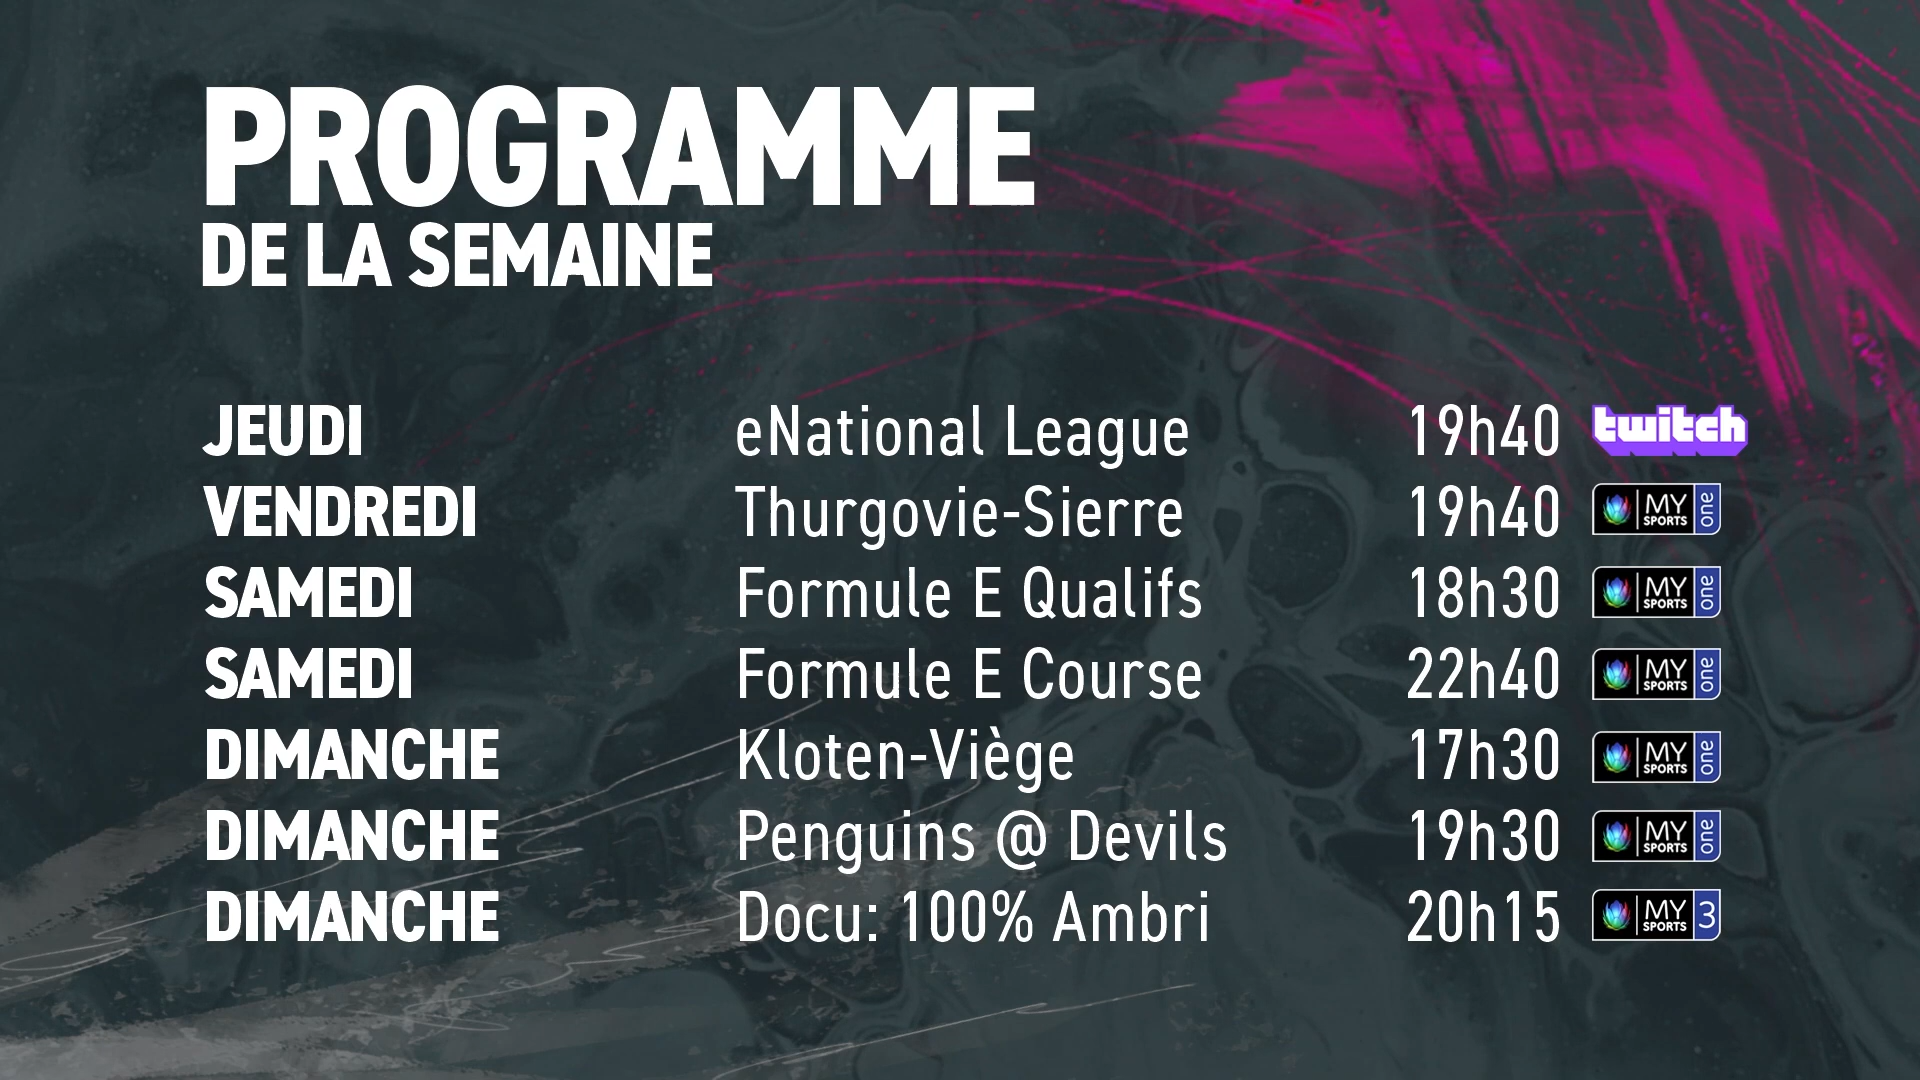 PROGRAMME
DE LA SEMAINE
JEUDI eNational League 19h40 twitch
VENDREDI Thurgovie-Sierre 19h40 MY SPORTS one
SAMEDI Formule E Qualifs 18h30 MY SPORTS one
SAMEDI Formule E Course 22h40 MY SPORTS one
DIMANCHE Kloten-Viège 17h30 MY SPORTS one
DIMANCHE Penguins @ Devils 19h30 MY SPORTS one
DIMANCHE Docu: 100% Ambri 20h15 MY SPORTS 3